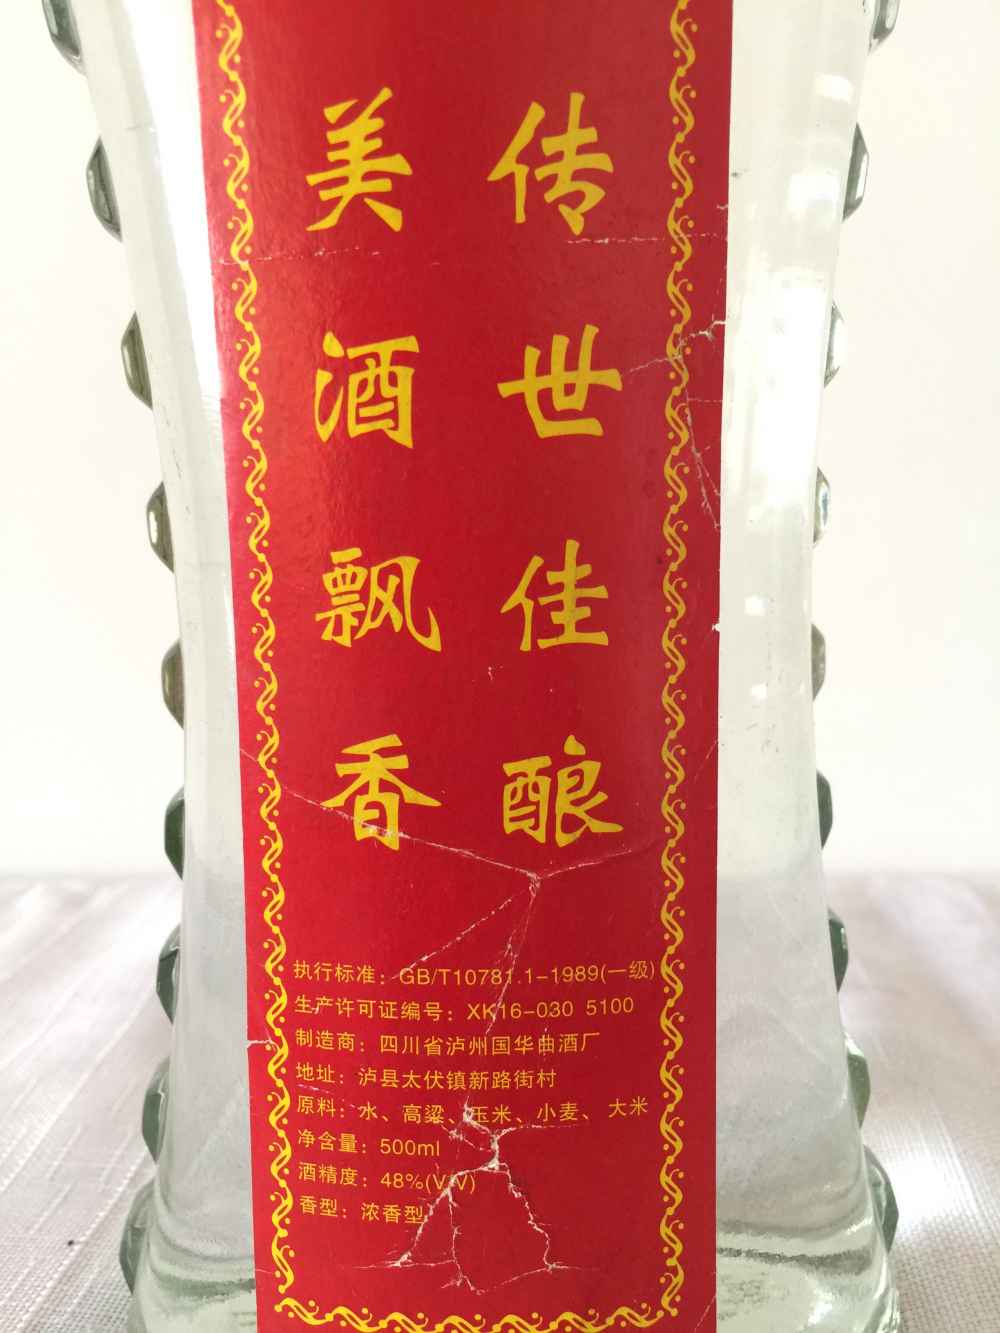 传世佳酿
美酒飘香
执行标准：GB/T10781.1-1989(一级)
生产许可证编号：XK16-030 5100
制造商：四川省泸州国华曲酒厂
地址：泸县太伏镇新路街村
原料：水、高粱、玉米、小麦、大米
净含量：500ml
酒精度：48%(V/V)
香型：浓香型